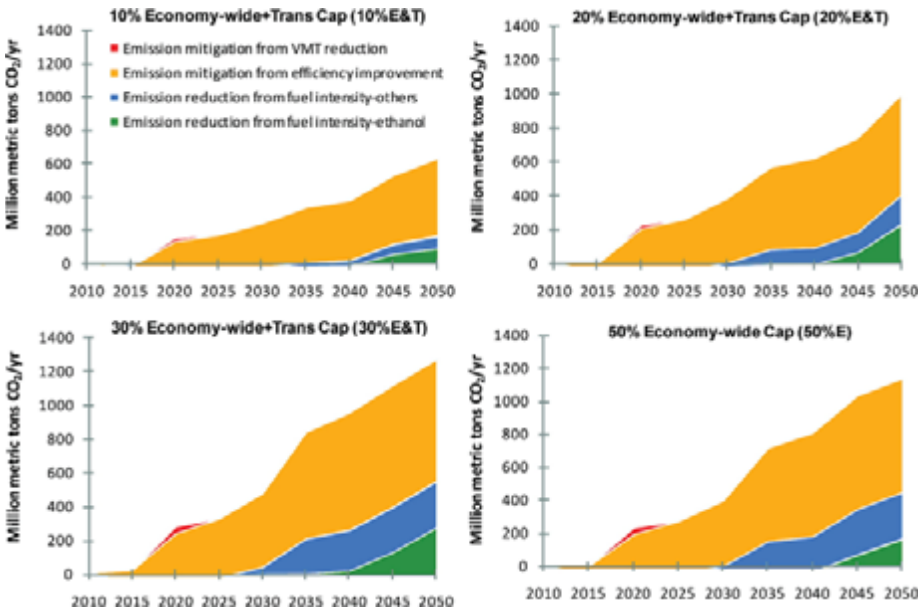 10% Economy-wide+Trans Cap (10%E&T)
1400
1200
1000
800
600
400
200
0
Million metric tons CO₂/yr
Emission mitigation from VMT reduction
Emission mitigation from efficiency improvement
Emission reduction from fuel intensity-others
Emission reduction from fuel intensity-ethanol
2010 2015 2020 2025 2030 2035 2040 2045 2050
20% Economy-wide+Trans Cap (20%E&T)
1400
1200
1000
800
600
400
200
0
Million metric tons CO₂/yr
2010 2015 2020 2025 2030 2035 2040 2045 2050
30% Economy-wide+Trans Cap (30%E&T)
1400
1200
1000
800
600
400
200
0
Million metric tons CO₂/yr
2010 2015 2020 2025 2030 2035 2040 2045 2050
50% Economy-wide Cap (50%E)
1400
1200
1000
800
600
400
200
0
Million metric tons CO₂/yr
2010 2015 2020 2025 2030 2035 2040 2045 2050